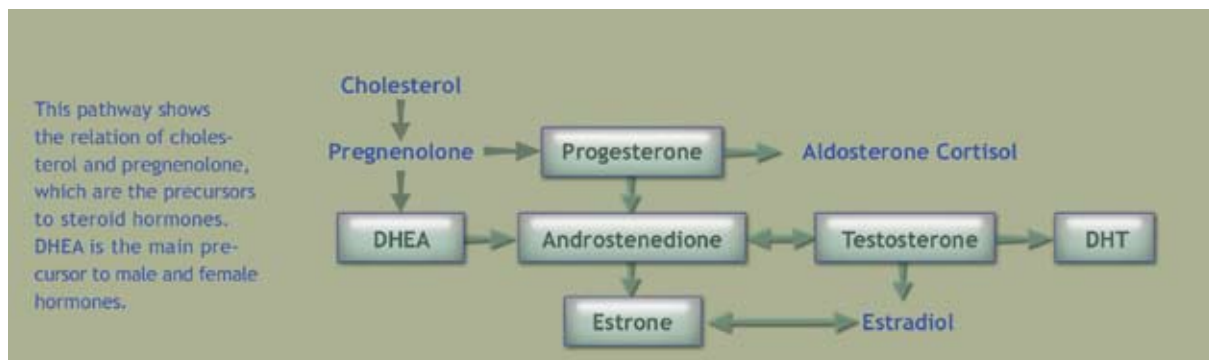 This pathway shows
the relation of choles-
terol and pregnenolone,
which are the precursors
to steroid hormones.
DHEA is the main pre-
cursor to male and female
hormones.
Cholesterol
Pregnenolone
Progesterone
Aldosterone Cortisol
DHEA
Androstenedione
Testosterone
DHT
Estrone
Estradiol